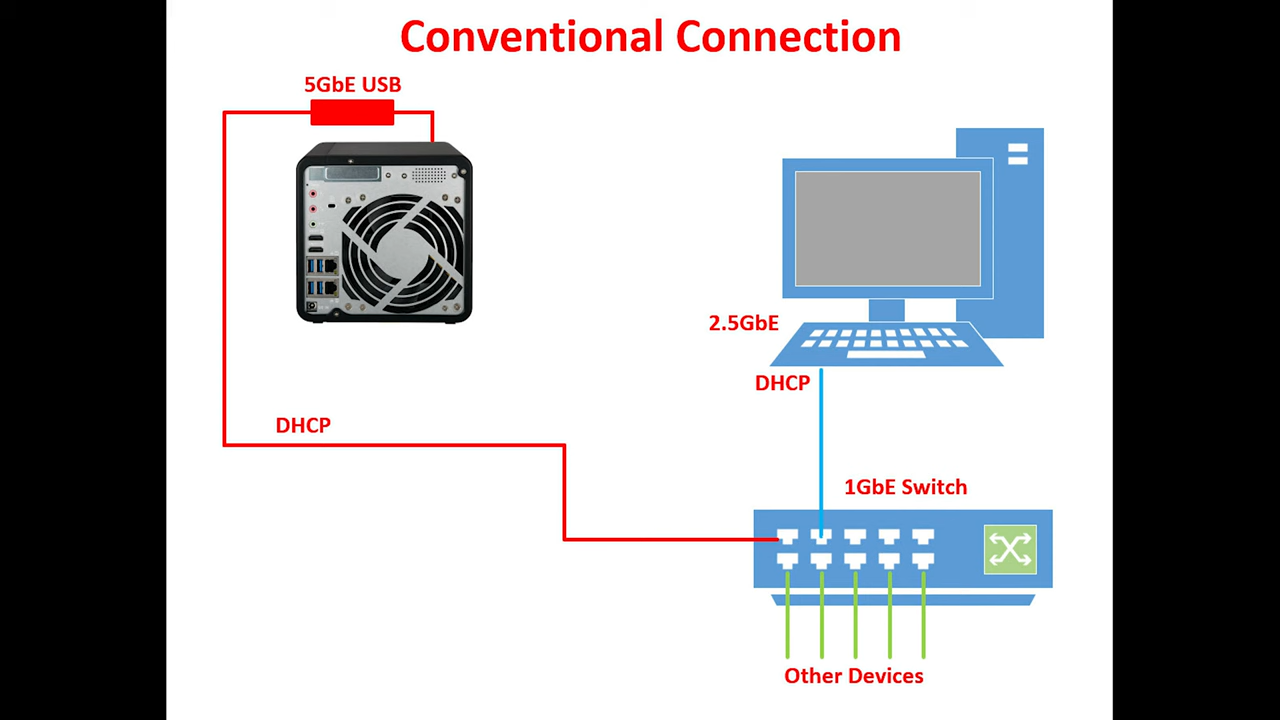 Conventional Connection
5GbE USB
2.5GbE
DHCP
DHCP
1GbE Switch
Other Devices